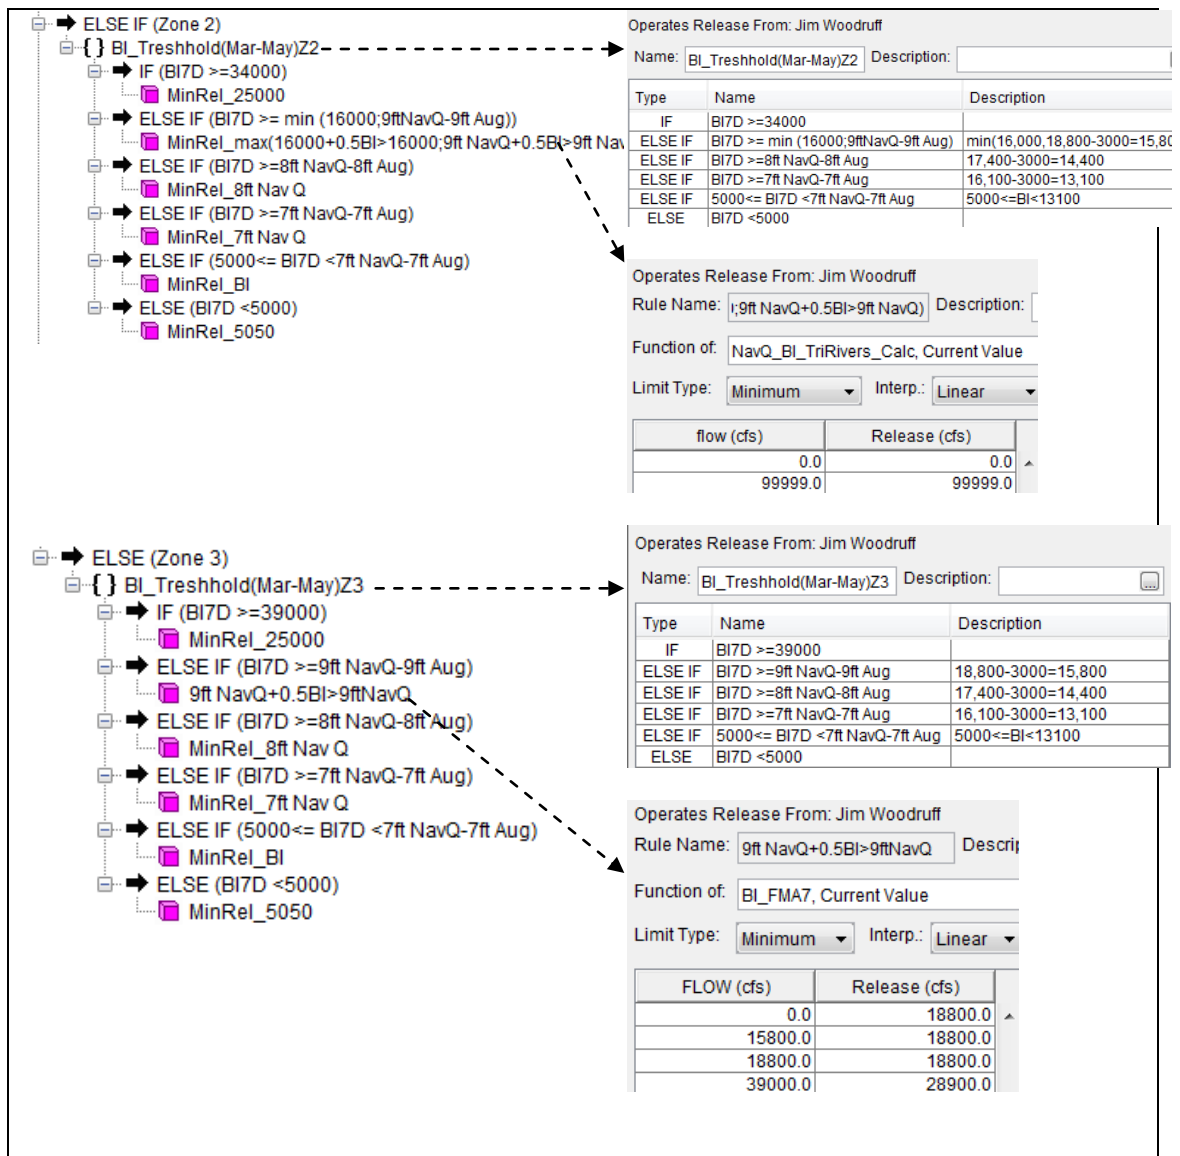 ELSE IF (Zone 2)
{ } BI_Treshhold(Mar-May)Z2
IF (BI7D >=34000)
MinRel_25000
ELSE IF (BI7D >= min (16000;9ftNavQ-9ft Aug))
MinRel_max(16000+0.5BI>16000;9ft NavQ+0.5BI>9ft Nav
ELSE IF (BI7D >=8ft NavQ-8ft Aug)
MinRel_8ft Nav Q
ELSE IF (BI7D >=7ft NavQ-7ft Aug)
MinRel_7ft Nav Q
ELSE IF (5000<= BI7D <7ft NavQ-7ft Aug)
MinRel_BI
ELSE (BI7D <5000)
MinRel_5050
Operates Release From: Jim Woodruff
Name: BI_Treshhold(Mar-May)Z2 Description:
Type Name Description
IF BI7D >=34000
ELSE IF BI7D >= min (16000;9ftNavQ-9ft Aug) min(16,000,18,800-3000=15,80
ELSE IF BI7D >=8ft NavQ-8ft Aug 17,400-3000=14,400
ELSE IF BI7D >=7ft NavQ-7ft Aug 16,100-3000=13,100
ELSE IF 5000<= BI7D <7ft NavQ-7ft Aug 5000<=BI<13100
ELSE BI7D <5000
Operates Release From: Jim Woodruff
Rule Name: ;9ft NavQ+0.5BI>9ft NavQ) Description:
Function of: NavQ_BI_TriRivers_Calc, Current Value
Limit Type: Minimum Interp.: Linear
flow (cfs) Release (cfs)
0.0 0.0
99999.0 99999.0
ELSE (Zone 3)
{ } BI_Treshhold(Mar-May)Z3
IF (BI7D >=39000)
MinRel_25000
ELSE IF (BI7D >=9ft NavQ-9ft Aug)
9ft NavQ+0.5BI>9ftNavQ
ELSE IF (BI7D >=8ft NavQ-8ft Aug)
MinRel_8ft Nav Q
ELSE IF (BI7D >=7ft NavQ-7ft Aug)
MinRel_7ft Nav Q
ELSE IF (5000<= BI7D <7ft NavQ-7ft Aug)
MinRel_BI
ELSE (BI7D <5000)
MinRel_5050
Operates Release From: Jim Woodruff
Name: BI_Treshhold(Mar-May)Z3 Description: ...
Type Name Description
IF BI7D >=39000
ELSE IF BI7D >=9ft NavQ-9ft Aug 18,800-3000=15,800
ELSE IF BI7D >=8ft NavQ-8ft Aug 17,400-3000=14,400
ELSE IF BI7D >=7ft NavQ-7ft Aug 16,100-3000=13,100
ELSE IF 5000<= BI7D <7ft NavQ-7ft Aug 5000<=BI<13100
ELSE BI7D <5000
Operates Release From: Jim Woodruff
Rule Name: 9ft NavQ+0.5BI>9ftNavQ Descrip
Function of: BI_FMA7, Current Value
Limit Type: Minimum Interp.: Linear
FLOW (cfs) Release (cfs)
0.0 18800.0
15800.0 18800.0
18800.0 18800.0
39000.0 28900.0